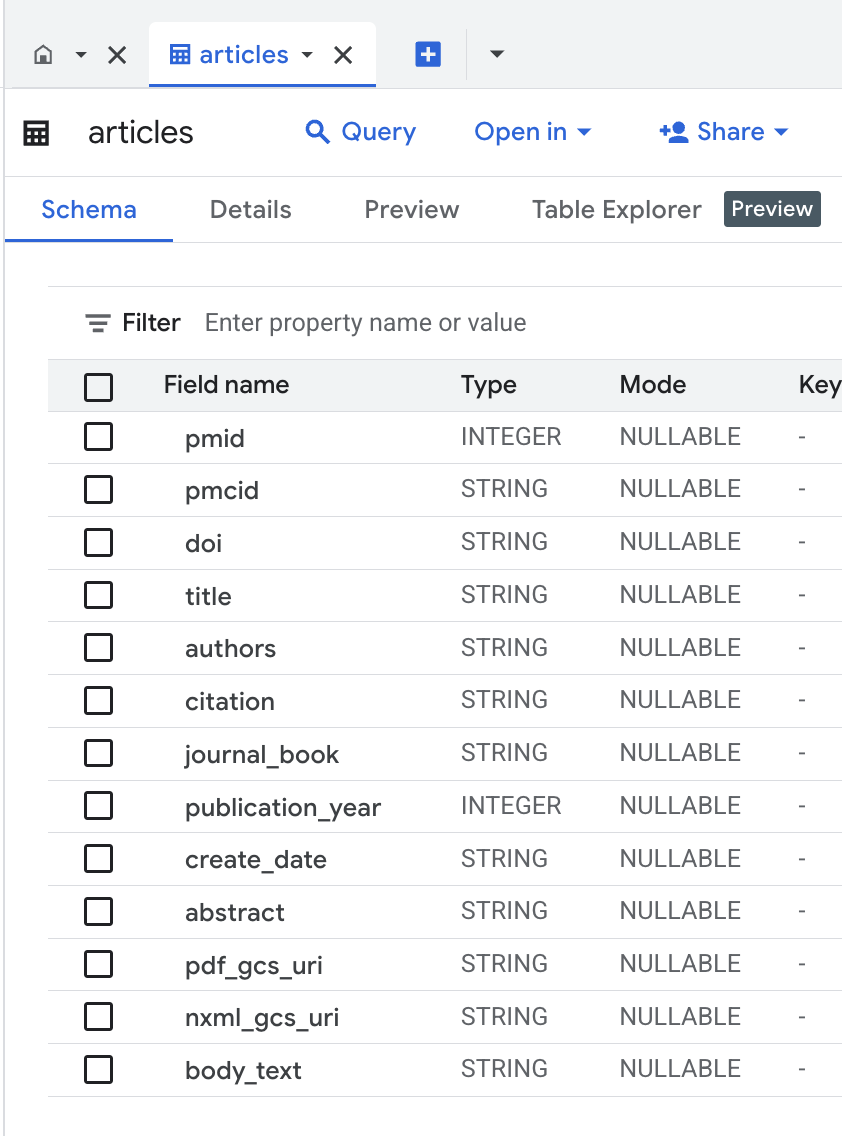 articles
articles Query Open in Share
Schema Details Preview Table Explorer Preview
Filter Enter property name or value
Field name Type Mode Key
pmid INTEGER NULLABLE -
pmcid STRING NULLABLE -
doi STRING NULLABLE -
title STRING NULLABLE -
authors STRING NULLABLE -
citation STRING NULLABLE -
journal_book STRING NULLABLE -
publication_year INTEGER NULLABLE -
create_date STRING NULLABLE -
abstract STRING NULLABLE -
pdf_gcs_uri STRING NULLABLE -
nxml_gcs_uri STRING NULLABLE -
body_text STRING NULLABLE -